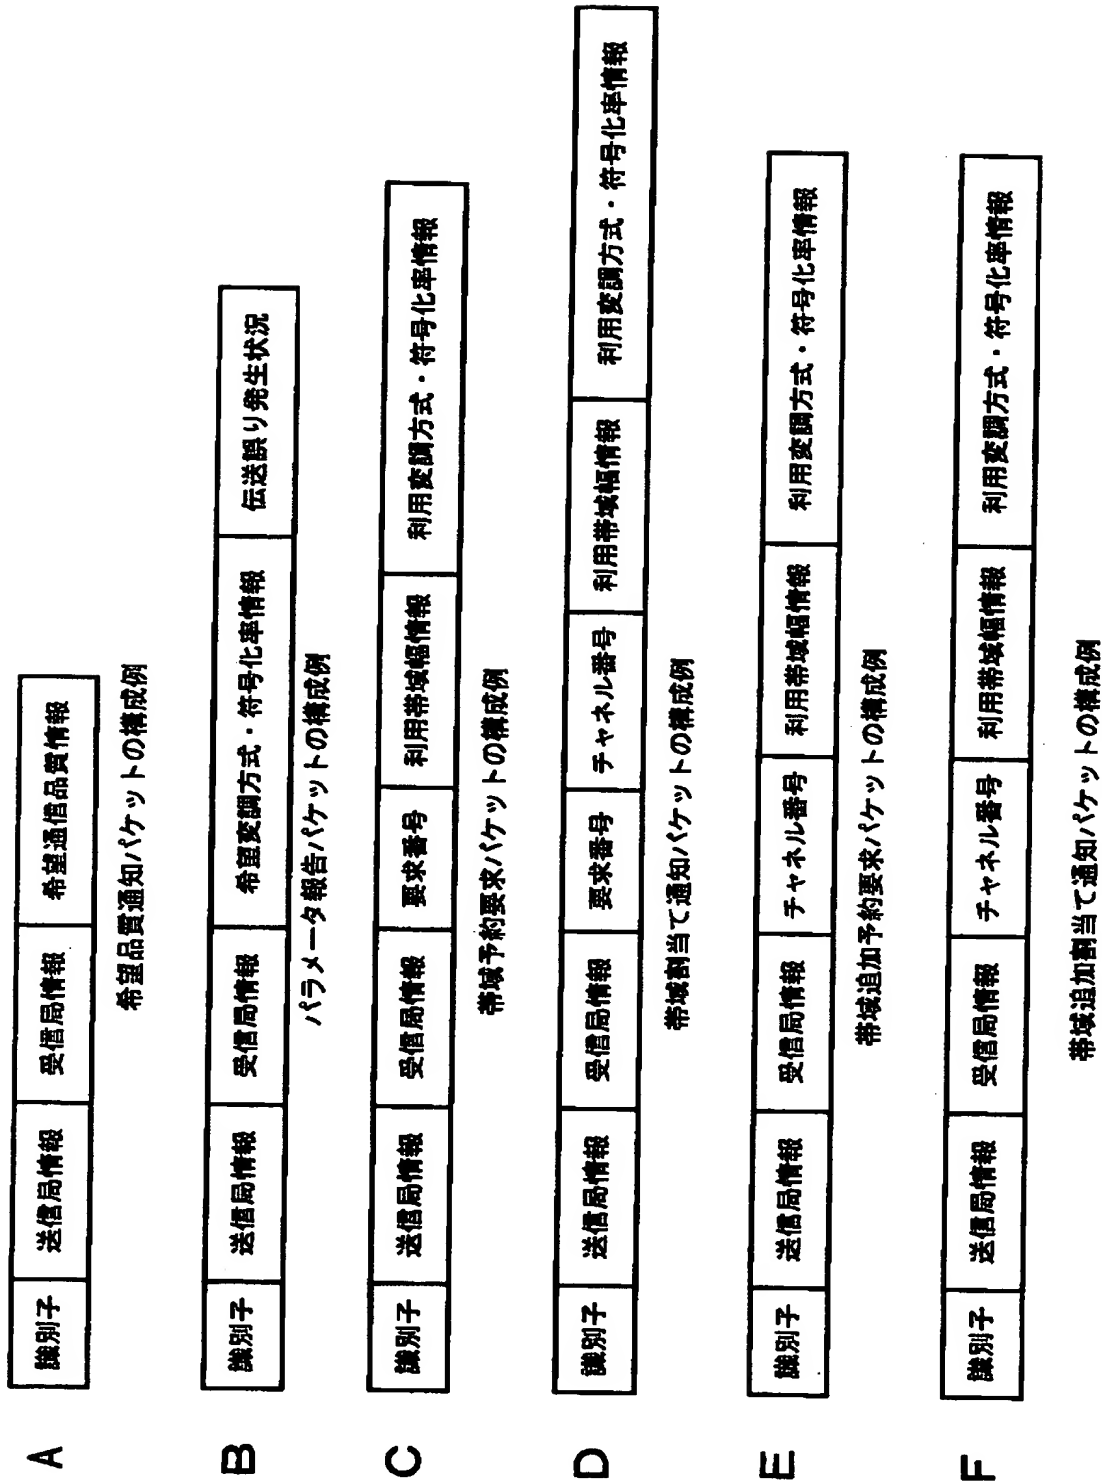 A 識別子 送信局情報 受信局情報 希望通信品質情報
希望品質通知パケットの構成例
B 識別子 送信局情報 受信局情報 希望変調方式・符号化率情報 伝送誤り発生状況
パラメータ報告パケットの構成例
C 識別子 送信局情報 受信局情報 要求番号 利用帯域幅情報 利用変調方式・符号化率情報
帯域予約要求パケットの構成例
D 識別子 送信局情報 受信局情報 要求番号 チャネル番号 利用帯域幅情報 利用変調方式・符号化率情報
帯域割当て通知パケットの構成例
E 識別子 送信局情報 受信局情報 チャネル番号 利用帯域幅情報 利用変調方式・符号化率情報
帯域追加予約要求パケットの構成例
F 識別子 送信局情報 受信局情報 チャネル番号 利用帯域幅情報 利用変調方式・符号化率情報
帯域追加割当て通知パケットの構成例